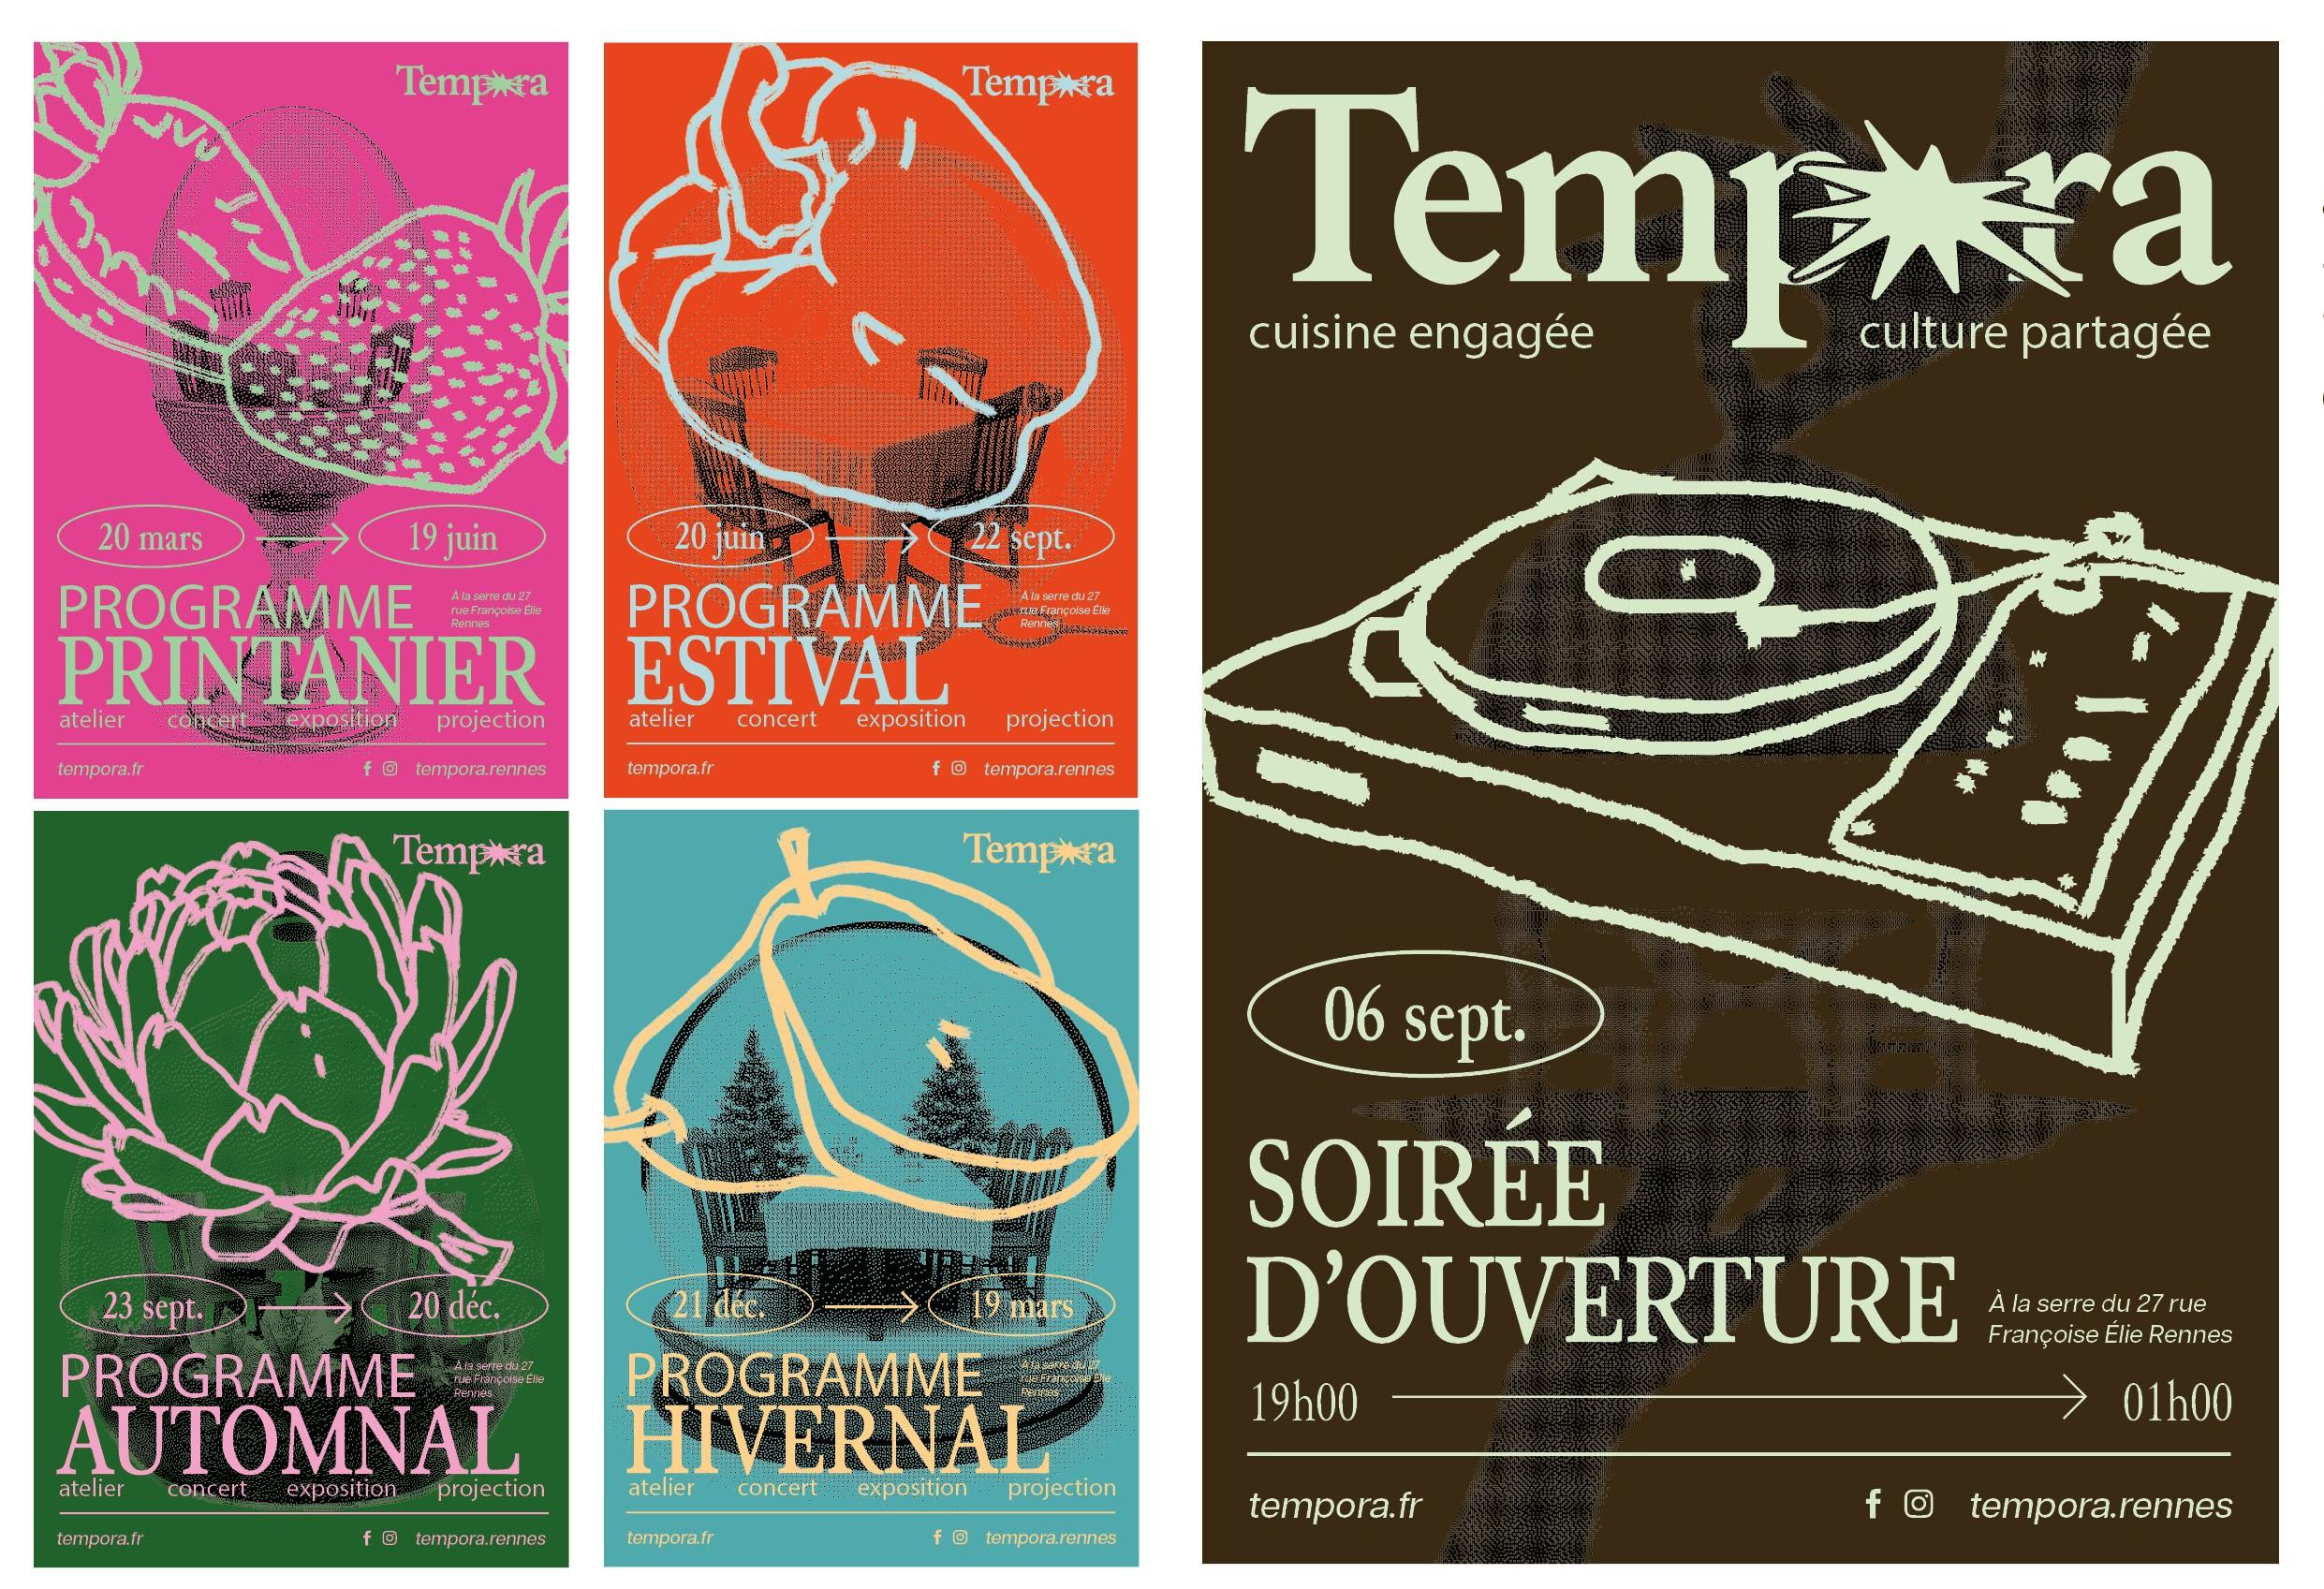 Tempora
20 mars → 19 juin
PROGRAMME
À la serre du 27
rue Françoise Élie
Rennes
PRINTANIER
atelier concert exposition projection
tempora.fr tempora.rennes
Tempora
20 juin → 22 sept.
PROGRAMME
À la serre du 27
rue Françoise Élie
Rennes
ESTIVAL
atelier concert exposition projection
tempora.fr tempora.rennes
Tempora
23 sept. → 20 déc.
PROGRAMME
À la serre du 27
rue Françoise Élie
Rennes
AUTOMNAL
atelier concert exposition projection
tempora.fr tempora.rennes
Tempora
21 déc. → 19 mars
PROGRAMME
À la serre du 27
rue Françoise Élie
Rennes
HIVERNAL
atelier concert exposition projection
tempora.fr tempora.rennes
Tempora
cuisine engagée culture partagée
06 sept.
SOIRÉE
D'OUVERTURE
À la serre du 27 rue
Françoise Élie Rennes
19h00 → 01h00
tempora.fr tempora.rennes